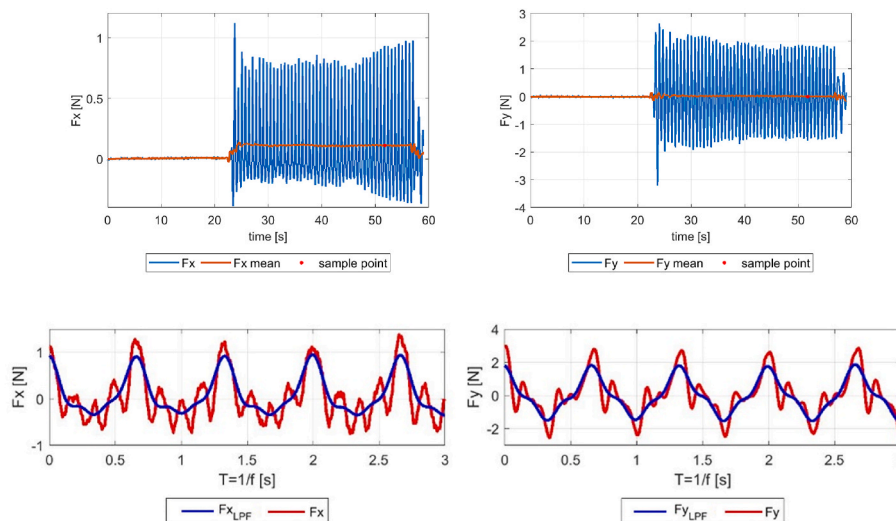 1
0.5
0
Fx [N]
0 10 20 30 40 50 60
time [s]
Fx Fx mean sample point
3
2
1
0
-1
-2
-3
-4
Fy [N]
0 10 20 30 40 50 60
time [s]
Fy Fy mean sample point
1
0
-1
Fx [N]
0 0.5 1 1.5 2 2.5 3
T=1/f [s]
FxLPF Fx
4
2
0
-2
Fy [N]
0 0.5 1 1.5 2 2.5 3
T=1/f [s]
FyLPF Fy